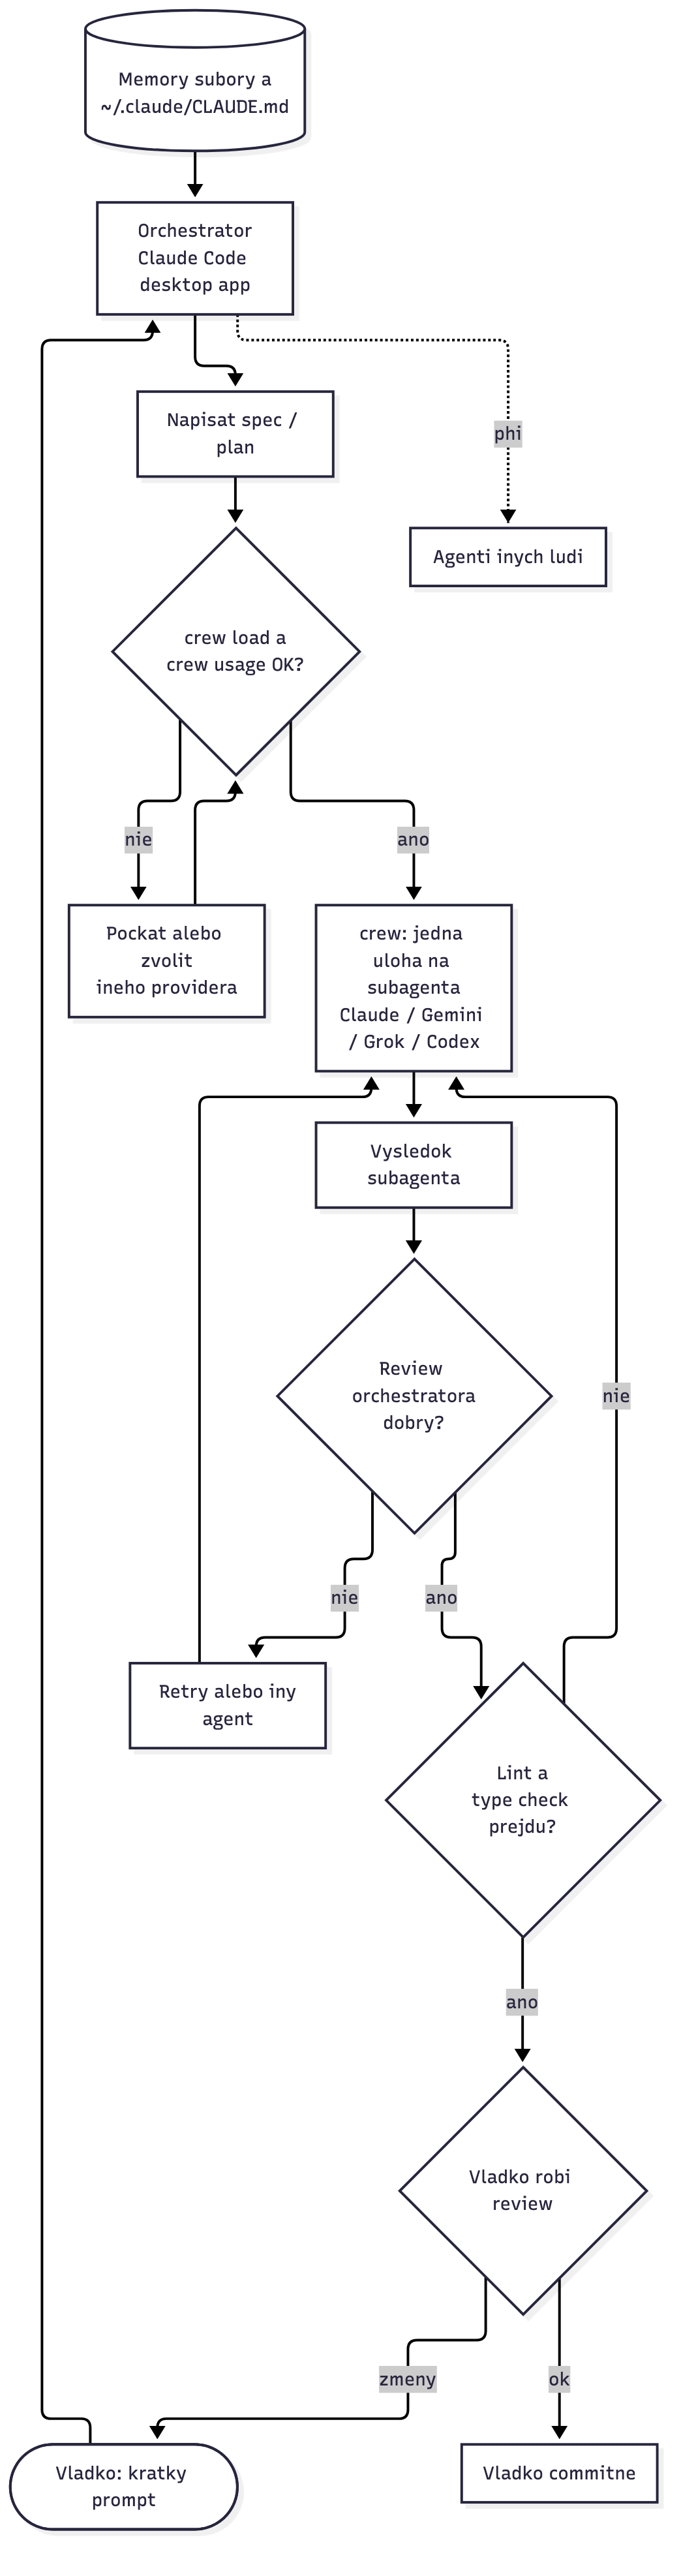 Memory subory a
~/.claude/CLAUDE.md
Orchestrator
Claude Code
desktop app
Napisat spec /
plan
phi
Agenti inych ludi
crew load a
crew usage OK?
nie
ano
Pockat alebo
zvolit
ineho providera
crew: jedna
uloha na
subagenta
Claude / Gemini
/ Grok / Codex
Vysledok
subagenta
Review
orchestratora
dobry?
nie
nie
ano
Retry alebo iny
agent
Lint a
type check
prejdu?
ano
Vladko robi
review
zmeny
ok
Vladko: kratky
prompt
Vladko commitne